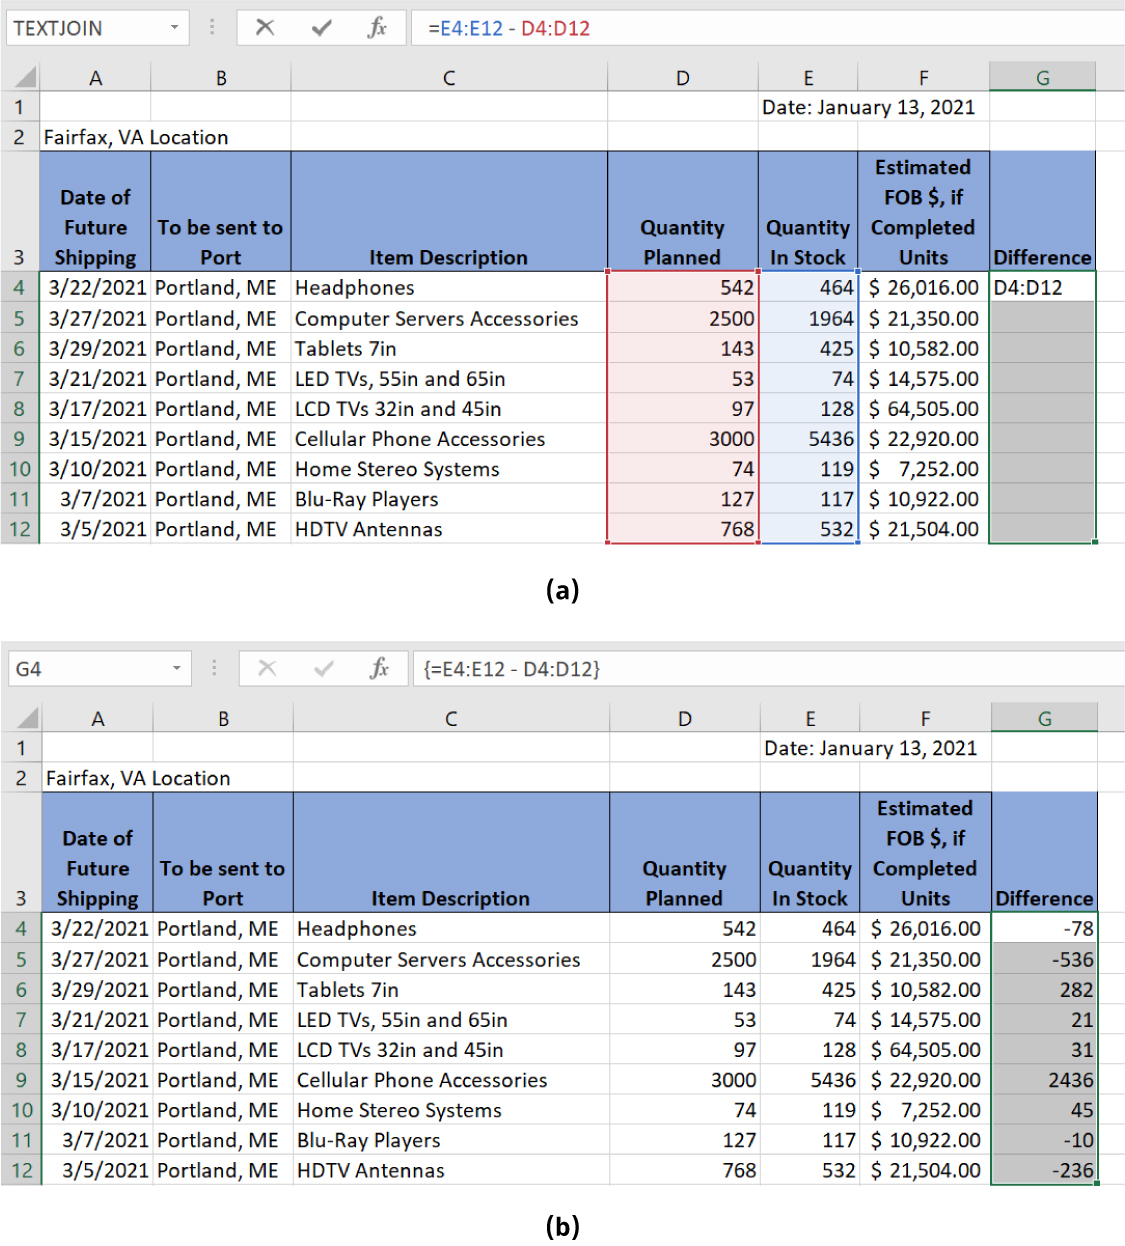 TEXTJOIN fx =E4:E12 - D4:D12
A B C D E F G
1 Date: January 13, 2021
2 Fairfax, VA Location
Estimated
Date of FOB $, if
Future To be sent to Quantity Quantity Completed
3 Shipping Port Item Description Planned In Stock Units Difference
4 3/22/2021 Portland, ME Headphones 542 464 $ 26,016.00 D4:D12
5 3/27/2021 Portland, ME Computer Servers Accessories 2500 1964 $ 21,350.00
6 3/29/2021 Portland, ME Tablets 7in 143 425 $ 10,582.00
7 3/21/2021 Portland, ME LED TVs, 55in and 65in 53 74 $ 14,575.00
8 3/17/2021 Portland, ME LCD TVs 32in and 45in 97 128 $ 64,505.00
9 3/15/2021 Portland, ME Cellular Phone Accessories 3000 5436 $ 22,920.00
10 3/10/2021 Portland, ME Home Stereo Systems 74 119 $ 7,252.00
11 3/7/2021 Portland, ME Blu-Ray Players 127 117 $ 10,922.00
12 3/5/2021 Portland, ME HDTV Antennas 768 532 $ 21,504.00
(a)
G4 fx {=E4:E12 - D4:D12}
A B C D E F G
1 Date: January 13, 2021
2 Fairfax, VA Location
Estimated
Date of FOB $, if
Future To be sent to Quantity Quantity Completed
3 Shipping Port Item Description Planned In Stock Units Difference
4 3/22/2021 Portland, ME Headphones 542 464 $ 26,016.00 -78
5 3/27/2021 Portland, ME Computer Servers Accessories 2500 1964 $ 21,350.00 -536
6 3/29/2021 Portland, ME Tablets 7in 143 425 $ 10,582.00 282
7 3/21/2021 Portland, ME LED TVs, 55in and 65in 53 74 $ 14,575.00 21
8 3/17/2021 Portland, ME LCD TVs 32in and 45in 97 128 $ 64,505.00 31
9 3/15/2021 Portland, ME Cellular Phone Accessories 3000 5436 $ 22,920.00 2436
10 3/10/2021 Portland, ME Home Stereo Systems 74 119 $ 7,252.00 45
11 3/7/2021 Portland, ME Blu-Ray Players 127 117 $ 10,922.00 -10
12 3/5/2021 Portland, ME HDTV Antennas 768 532 $ 21,504.00 -236
(b)